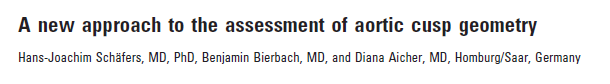 A new approach to the assessment of aortic cusp geometry
Hans-Joachim Schäfers, MD, PhD, Benjamin Bierbach, MD, and Diana Aicher, MD, Homburg/Saar, Germany